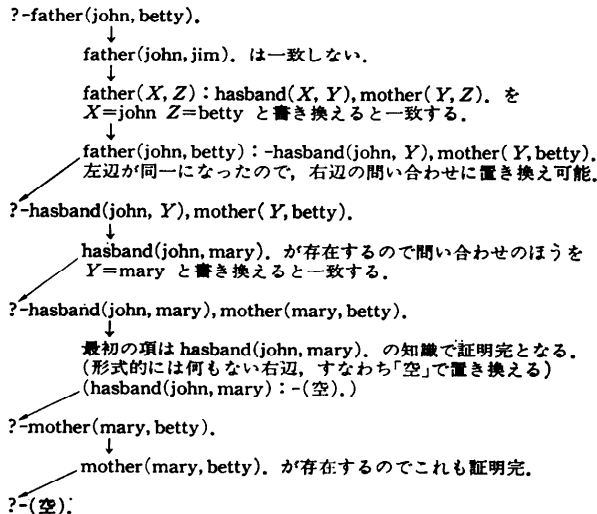 ?-father(john, betty).
father(john, jim). は一致しない.
father(X, Z) : hasband(X, Y), mother(Y, Z). を
X=john Z=betty と書き換えると一致する.
father(john, betty) : -hasband(john, Y), mother(Y, betty).
左辺が同一になったので, 右辺の問い合わせに置き換え可能.
?-hasband(john, Y), mother(Y, betty).
hasband(john, mary). が存在するので問い合わせのほうを
Y=mary と書き換えると一致する.
?-hasband(john, mary), mother(mary, betty).
最初の項は hasband(john, mary). の知識で証明完となる.
(形式的には何もない右辺, すなわち「空」で置き換える)
(hasband(john, mary) : -(空).)
?-mother(mary, betty).
mother(mary, betty). が存在するのでこれも証明完.
?-(空).